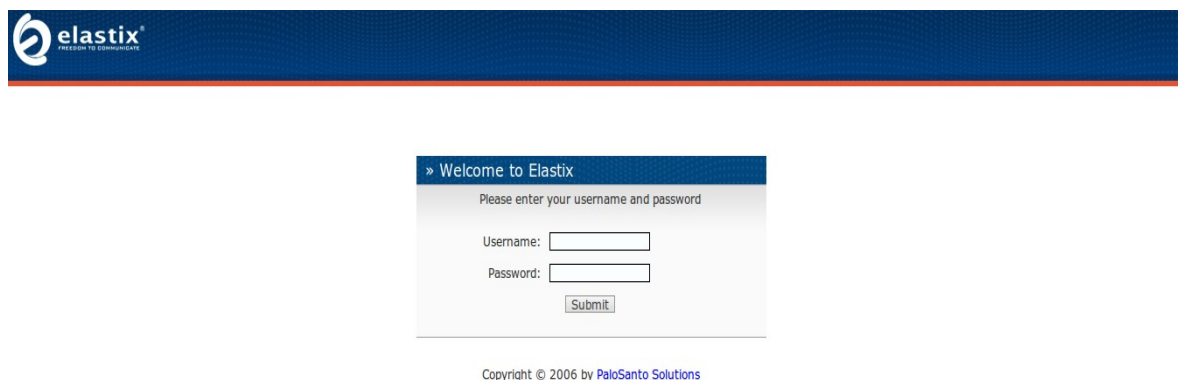 elastix®
FREEDOM TO COMMUNICATE
» Welcome to Elastix
Please enter your username and password
Username:
Password:
Submit
Copyright © 2006 by PaloSanto Solutions